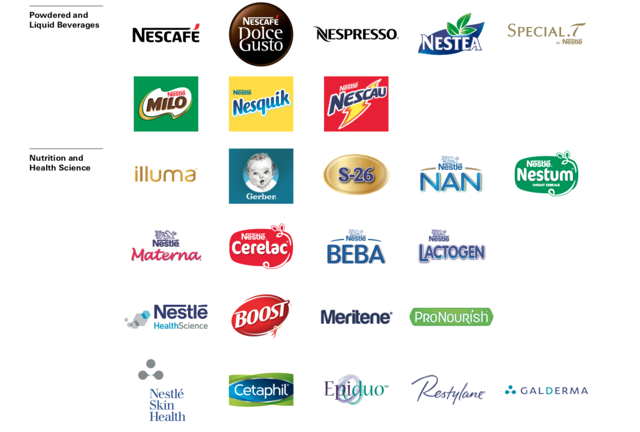 Powdered and
Liquid Beverages
NESCAFÉ
NESCAFÉ
Dolce
Gusto
NESPRESSO.
NESTEA
SPECIAL.T
BY Nestlé
Nestlé
MILO
Nestlé
Nesquik
Nestlé
NESCAU
Nutrition and
Health Science
illuma
Gerber
S-26
Nestlé
NAN
Nestlé
Nestum
INFANT CEREALS
Nestlé
Materna
Nestlé
Cerelac
Nestlé
BEBA
Nestlé
LACTOGEN
Nestlé
HealthScience
BOOST
Meritene
PRONOURISH
Nestlé
Skin
Health
Cetaphil
Epiduo
Restylane
GALDERMA